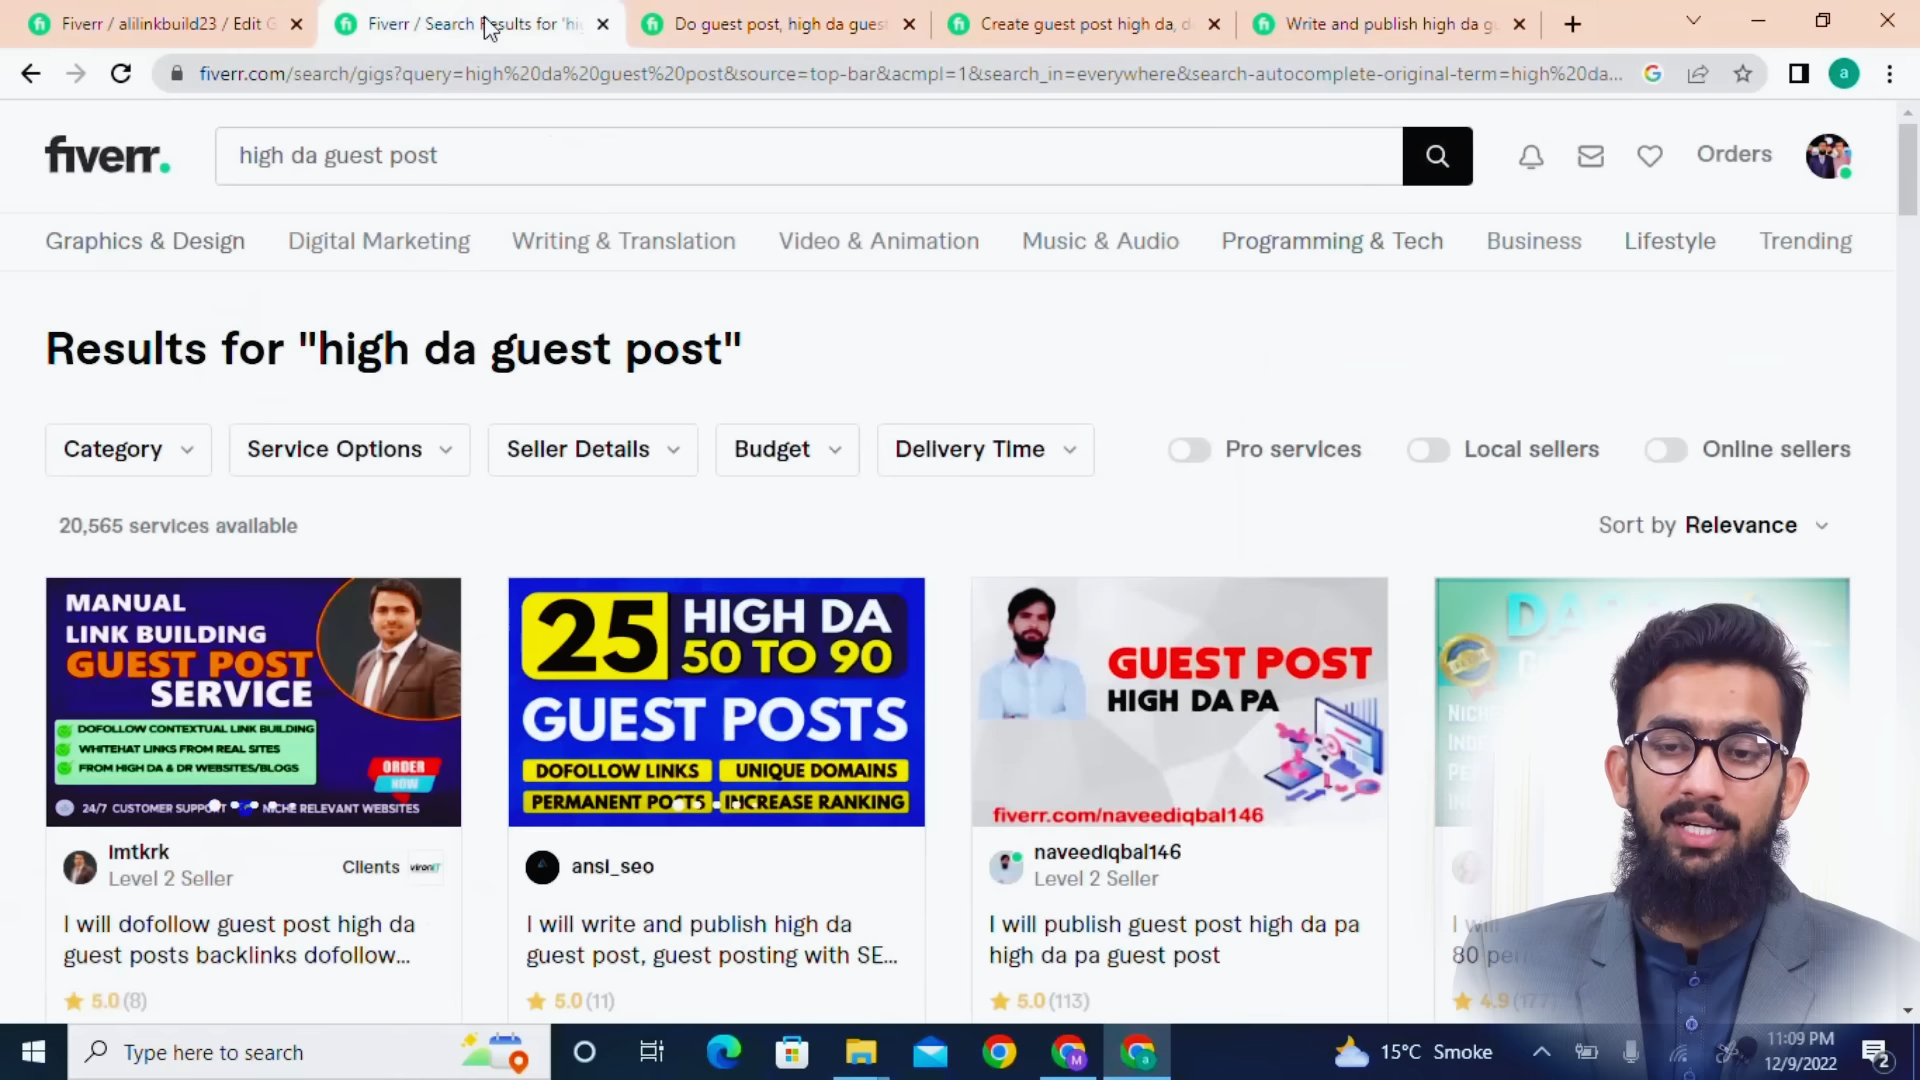 Fiverr / alilinkbuild23 / Edit G
Fiverr / Search Results for 'hi
Do guest post, high da gues
Create guest post high da, d
Write and publish high da g
fiverr.com/search/gigs?query=high%20da%20guest%20post&source=top-bar&acmpl=1&search_in=everywhere&search-autocomplete-original-term=high%20da...
a
fiverr.
high da guest post
Orders
Graphics & Design
Digital Marketing
Writing & Translation
Video & Animation
Music & Audio
Programming & Tech
Business
Lifestyle
Trending
Results for "high da guest post"
Category
Service Options
Seller Details
Budget
Delivery Time
Pro services
Local sellers
Online sellers
20,565 services available
Sort by Relevance
MANUAL
LINK BUILDING
GUEST POST
SERVICE
DOFOLLOW CONTEXTUAL LINK BUILDING
WHITEHAT LINKS FROM REAL SITES
FROM HIGH DA & DR WEBSITES/BLOGS
ORDER
NOW
24/7 CUSTOMER SUPPORT
NICHE RELEVANT WEBSITES
25 HIGH DA
50 TO 90
GUEST POSTS
DOFOLLOW LINKS
UNIQUE DOMAINS
PERMANENT POSTS
INCREASE RANKING
GUEST POST
HIGH DA PA
fiverr.com/naveediqbal146
lmtkrk
Level 2 Seller
Clients
vironIT
ansi_seo
naveediqbal146
Level 2 Seller
I will dofollow guest post high da
guest posts backlinks dofollow...
I will write and publish high da
guest post, guest posting with SE...
I will publish guest post high da pa
high da pa guest post
80
5.0 (8)
5.0 (11)
5.0 (113)
4.9
Type here to search
15°C Smoke
11:09 PM
12/9/2022
2